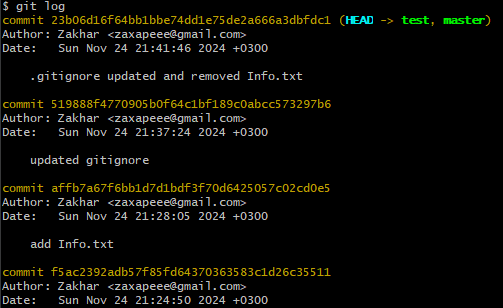 $ git log
commit 23b06d16f64bb1bbe74dd1e75de2a666a3dbfdc1 (HEAD -> test, master)
Author: Zakhar <zaxapeee@gmail.com>
Date:   Sun Nov 24 21:41:46 2024 +0300
.gitignore updated and removed Info.txt
commit 519888f4770905b0f64c1bf189c0abcc573297b6
Author: Zakhar <zaxapeee@gmail.com>
Date:   Sun Nov 24 21:37:24 2024 +0300
updated gitignore
commit affb7a67f6bb1d7d1bdf3f70d6425057c02cd0e5
Author: Zakhar <zaxapeee@gmail.com>
Date:   Sun Nov 24 21:28:05 2024 +0300
add Info.txt
commit f5ac2392adb57f85fd64370363583c1d26c35511
Author: Zakhar <zaxapeee@gmail.com>
Date:   Sun Nov 24 21:24:50 2024 +0300